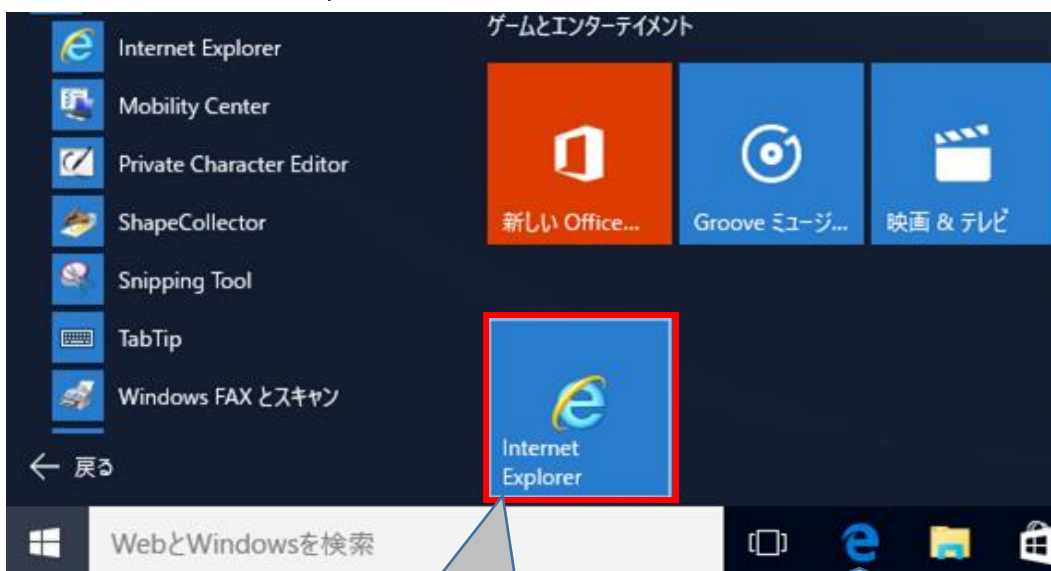 Internet Explorer
Mobility Center
Private Character Editor
ShapeCollector
Snipping Tool
TabTip
Windows FAX とスキャン
戻る
ゲームとエンターテイメント
新しい Office...
Groove ミュージ...
映画 & テレビ
Internet
Explorer
WebとWindowsを検索